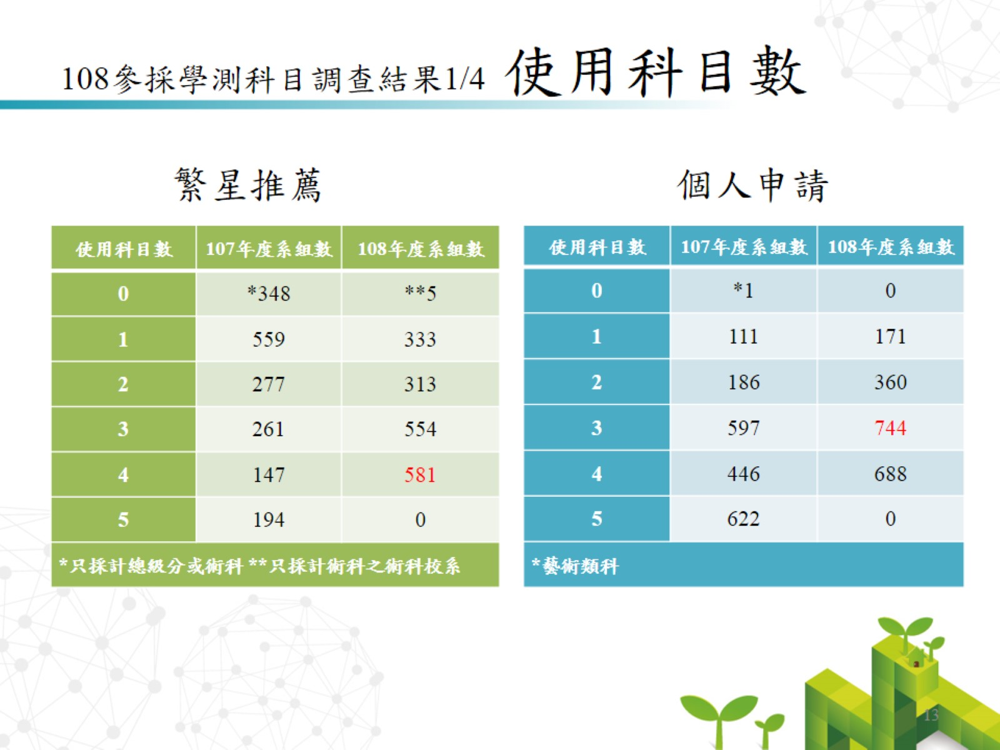 108參採學測科目調查結果1/4 使用科目數
繁星推薦
使用科目數 107年度系組數 108年度系組數
0 *348 **5
1 559 333
2 277 313
3 261 554
4 147 581
5 194 0
*只採計總級分或術科 **只採計術科之術科校系
個人申請
使用科目數 107年度系組數 108年度系組數
0 *1 0
1 111 171
2 186 360
3 597 744
4 446 688
5 622 0
*藝術類科
13